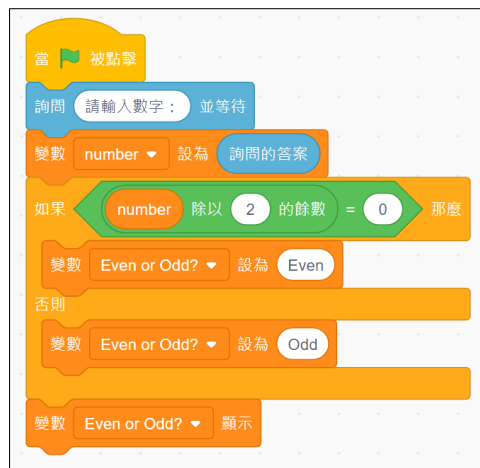 當 被點擊
詢問 請輸入數字： 並等待
變數 number 設為 詢問的答案
如果 number 除以 2 的餘數 = 0 那麼
變數 Even or Odd? 設為 Even
否則
變數 Even or Odd? 設為 Odd
變數 Even or Odd? 顯示